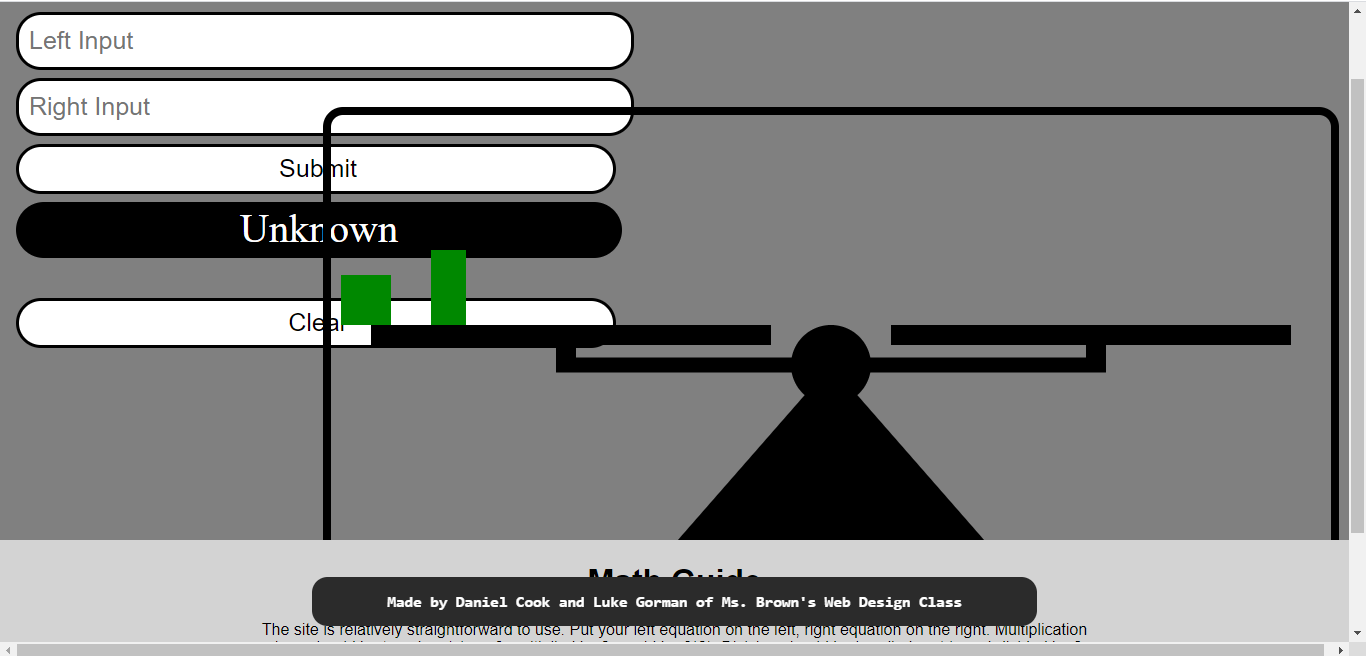 Left Input
Right Input
Submit
Unknown
Clear
Math Guide
Made by Daniel Cook and Luke Gorman of Ms. Brown's Web Design Class
The site is relatively straightforward to use. Put your left equation on the left, right equation on the right. Multiplication